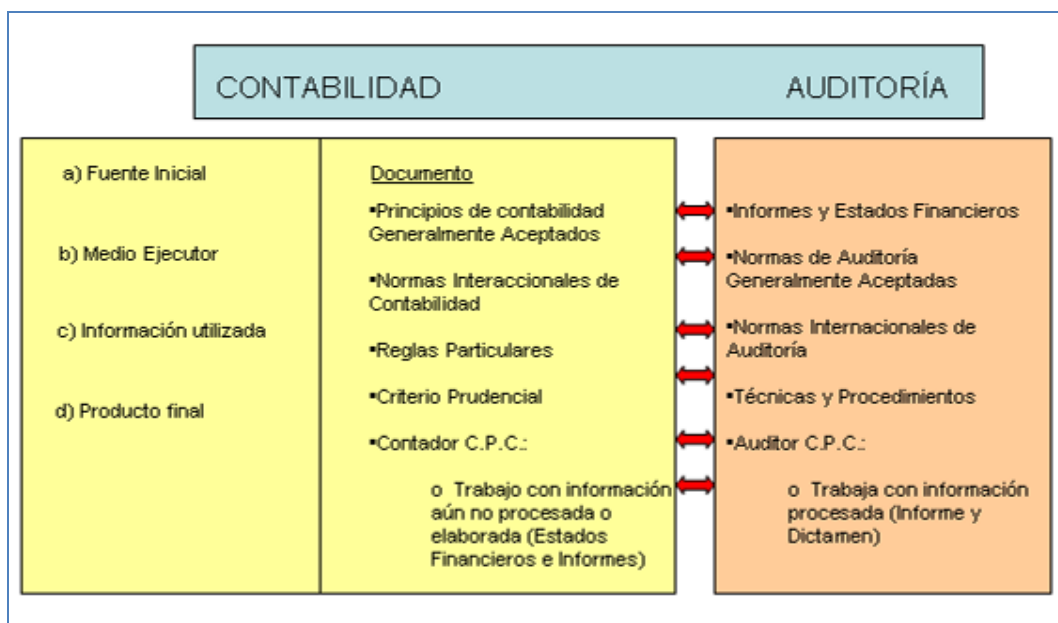 CONTABILIDAD
AUDITORÍA
a) Fuente Inicial
b) Medio Ejecutor
c) Información utilizada
d) Producto final
Documento
▪Principios de contabilidad
Generalmente Aceptados
▪Normas Interaccionales de
Contabilidad
▪Reglas Particulares
▪Criterio Prudencial
▪Contador C.P.C.:
o Trabajo con información
aún no procesada o
elaborada (Estados
Financieros e Informes)
▪Informes y Estados Financieros
▪Normas de Auditoría
Generalmente Aceptadas
▪Normas Internacionales de
Auditoría
▪Técnicas y Procedimientos
▪Auditor C.P.C.:
o Trabaja con información
procesada (Informe y
Dictamen)